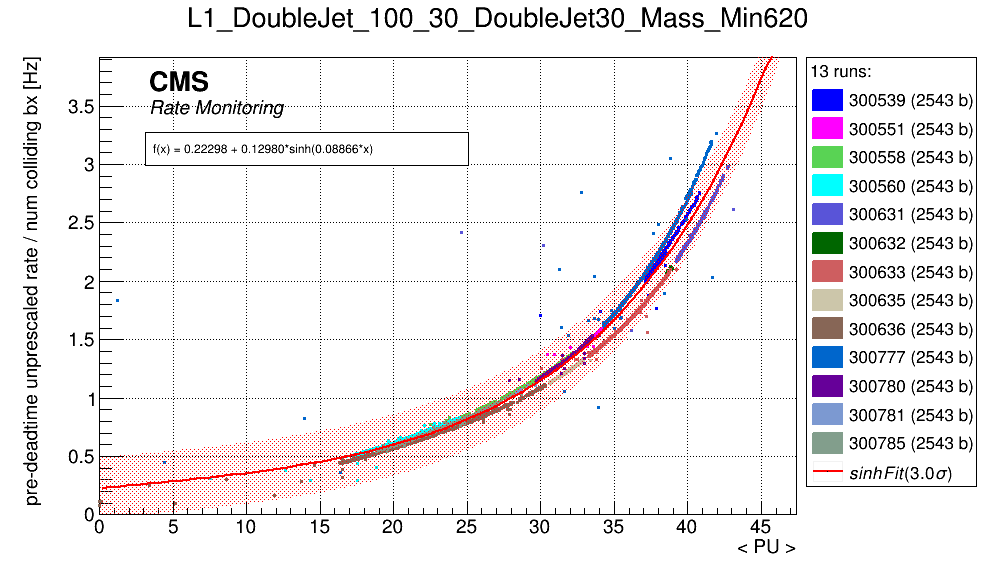 L1_DoubleJet_100_30_DoubleJet30_Mass_Min620
pre-deadtime unprescaled rate / num colliding bx [Hz]
CMS
Rate Monitoring
f(x) = 0.22298 + 0.12980*sinh(0.08866*x)
3.5
3
2.5
2
1.5
1
0.5
0
0 5 10 15 20 25 30 35 40 45
< PU >
13 runs:
300539 (2543 b)
300551 (2543 b)
300558 (2543 b)
300560 (2543 b)
300631 (2543 b)
300632 (2543 b)
300633 (2543 b)
300635 (2543 b)
300636 (2543 b)
300777 (2543 b)
300780 (2543 b)
300781 (2543 b)
300785 (2543 b)
sinhFit(3.0σ)